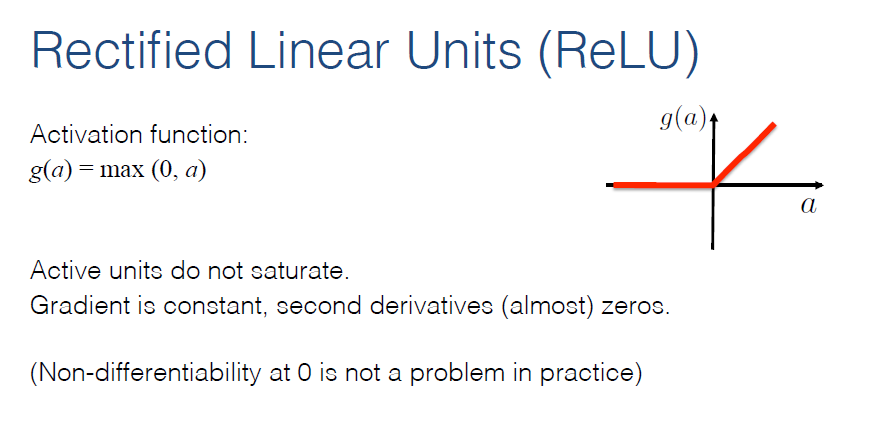 Rectified Linear Units (ReLU)
Activation function:
g(a) = max (0, a)
g(a)
a
Active units do not saturate.
Gradient is constant, second derivatives (almost) zeros.
(Non-differentiability at 0 is not a problem in practice)